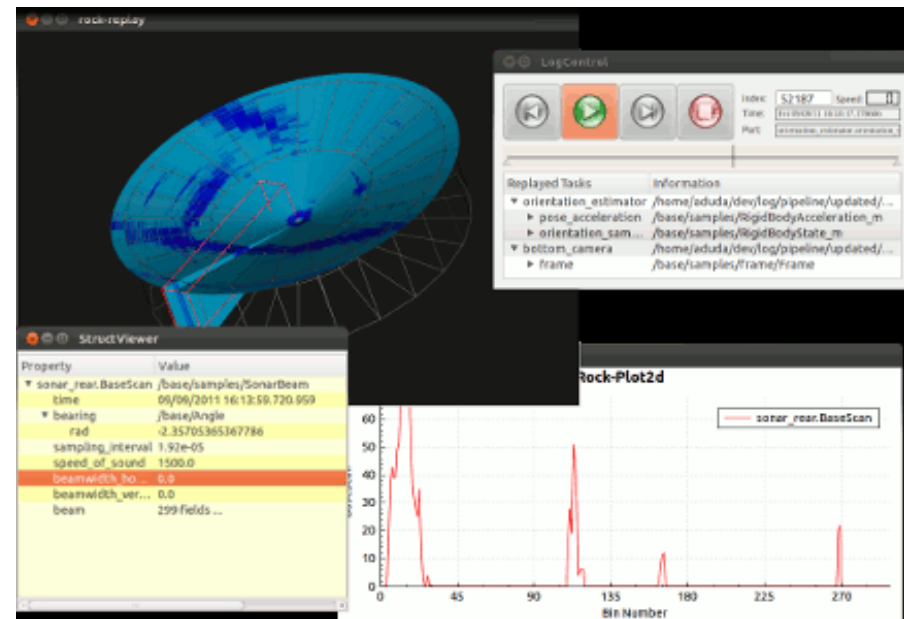 rock-replay
LogControl
Index: 52187 Speed:
Time:
Port:
Replayed Tasks Information
orientation_estimator /home/aduda/dev/log/pipeline/updated/...
pose_acceleration /base/samples/RigidBodyAcceleration_m
orientation_sam... /base/samples/RigidBodyState_m
bottom_camera /home/aduda/dev/log/pipeline/updated/...
frame /base/samples/frame/Frame
StructViewer
Property Value
sonar_rear.BaseScan /base/samples/SonarBeam
time 09/09/2011 16:13:59.720.959
bearing /base/Angle
rad -2.35705365367786
sampling_interval 1.92e-05
speed_of_sound 1500.0
beamwidth_ho... 0.0
beamwidth_ver... 0.0
beam 299 fields ...
Rock-Plot2d
sonar_rear.BaseScan
60
50
40
30
20
10
0
0 45 90 135 180 225 270
Bin Number